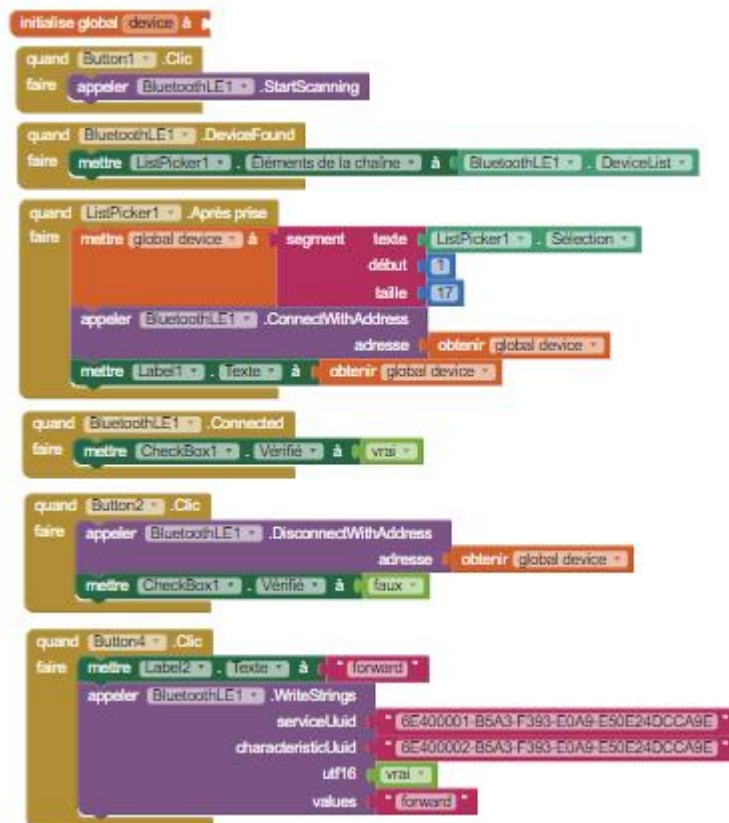 initialise global device à
quand Button1 .Clic
faire appeler BluetoothLE1 .StartScanning
quand BluetoothLE1 .DeviceFound
faire mettre ListPicker1 . Éléments de la chaîne à BluetoothLE1 . DeviceList
quand ListPicker1 .Après prise
faire mettre global device à segment texte ListPicker1 . Sélection
début 1
taille 17
appeler BluetoothLE1 .ConnectWithAddress
adresse obtenir global device
mettre Label1 . Texte à obtenir global device
quand BluetoothLE1 .Connected
faire mettre CheckBox1 . Vérifié à vrai
quand Button2 .Clic
faire appeler BluetoothLE1 .DisconnectWithAddress
adresse obtenir global device
mettre CheckBox1 . Vérifié à faux
quand Button4 .Clic
faire mettre Label2 . Texte à " forward "
appeler BluetoothLE1 .WriteStrings
serviceUuid " 6E400001-B5A3-F393-E0A9-E50E24DCCA9E "
characteristicUuid " 6E400002-B5A3-F393-E0A9-E50E24DCCA9E "
utf16 vrai
values " forward "